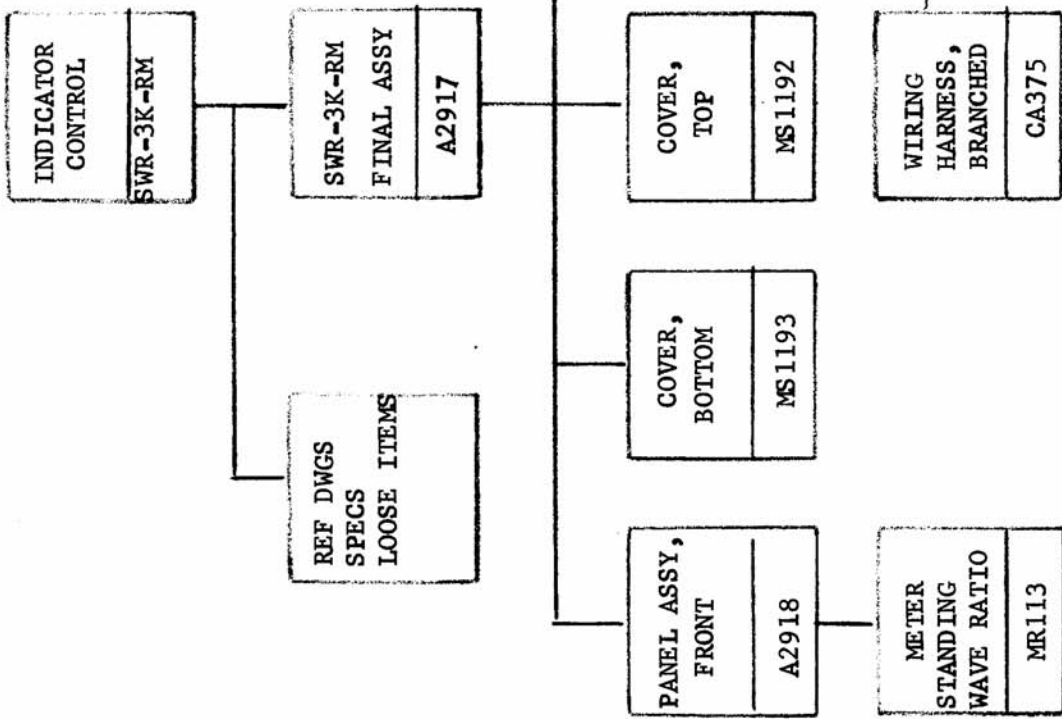 INDICATOR
CONTROL
SWR-3K-RM
REF DWGS
SPECS
LOOSE ITEMS
SWR-3K-RM
FINAL ASSY
A2917
PANEL ASSY,
FRONT
A2918
COVER,
BOTTOM
MS1193
COVER,
TOP
MS1192
METER
STANDING
WAVE RATIO
MR113
WIRING
HARNESS,
BRANCHED
CA375